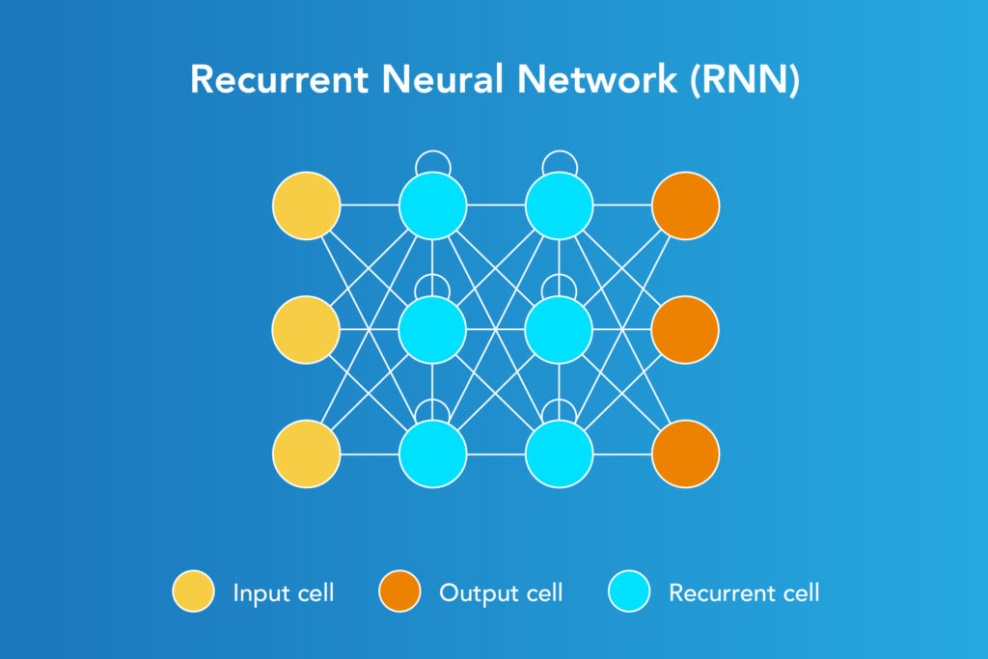 Recurrent Neural Network (RNN)
Input cell
Output cell
Recurrent cell